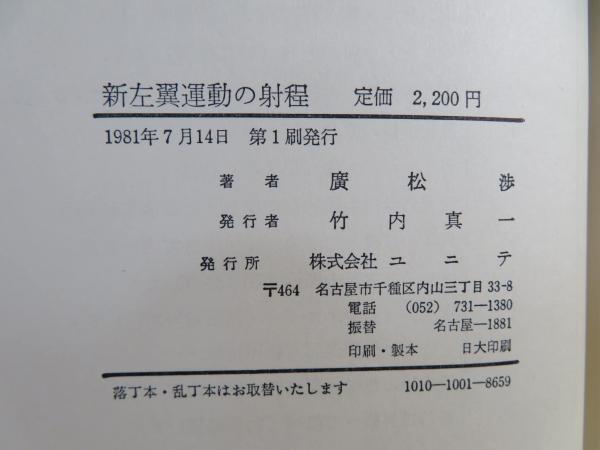 新左翼運動の射程 定価 2,200円
1981年7月14日 第1刷発行
著者 廣松渉
発行者 竹内真一
発行所 株式会社ユニテ
〒464 名古屋市千種区内山三丁目33-8
電話 (052) 731―1380
振替 名古屋―1881
印刷・製本 日大印刷
落丁本・乱丁本はお取替いたします 1010―1001―8659